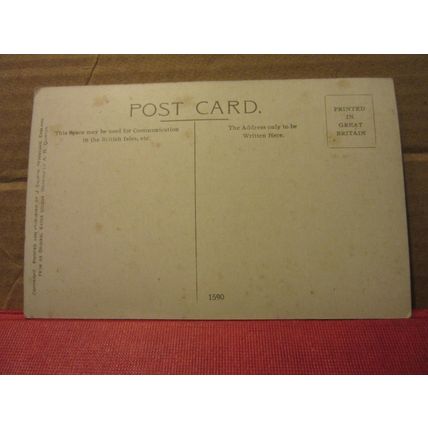 POST CARD.
This Space may be used for Communication
in the British Isles, etc.
The Address only to be
Written Here.
PRINTED
IN
GREAT
BRITAIN
1590